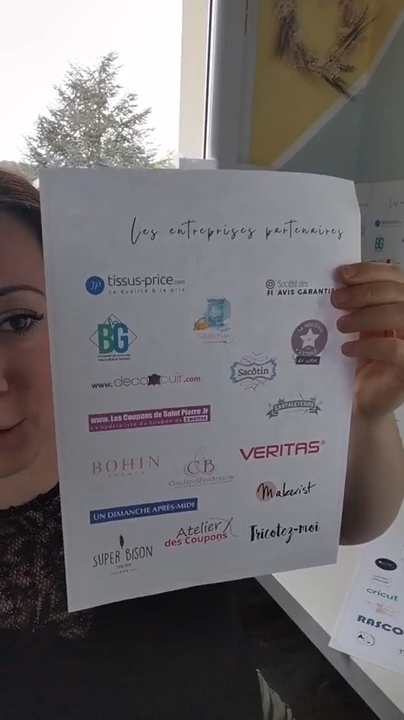 Les entreprises partenaires
tissus-price.com
La qualité à ce prix
Société des
AVIS GARANTIS
BG
www.decocuir.com
Sacôtin
www.Les Coupons de Saint Pierre.fr
CANTALETEMPS
BOHIN
FRANCE
CB
VERITAS
Makerist
UN DIMANCHE APRÈS-MIDI
SUPER BISON
Atelier
des Coupons
Tricotez-moi
cricut
RASCO